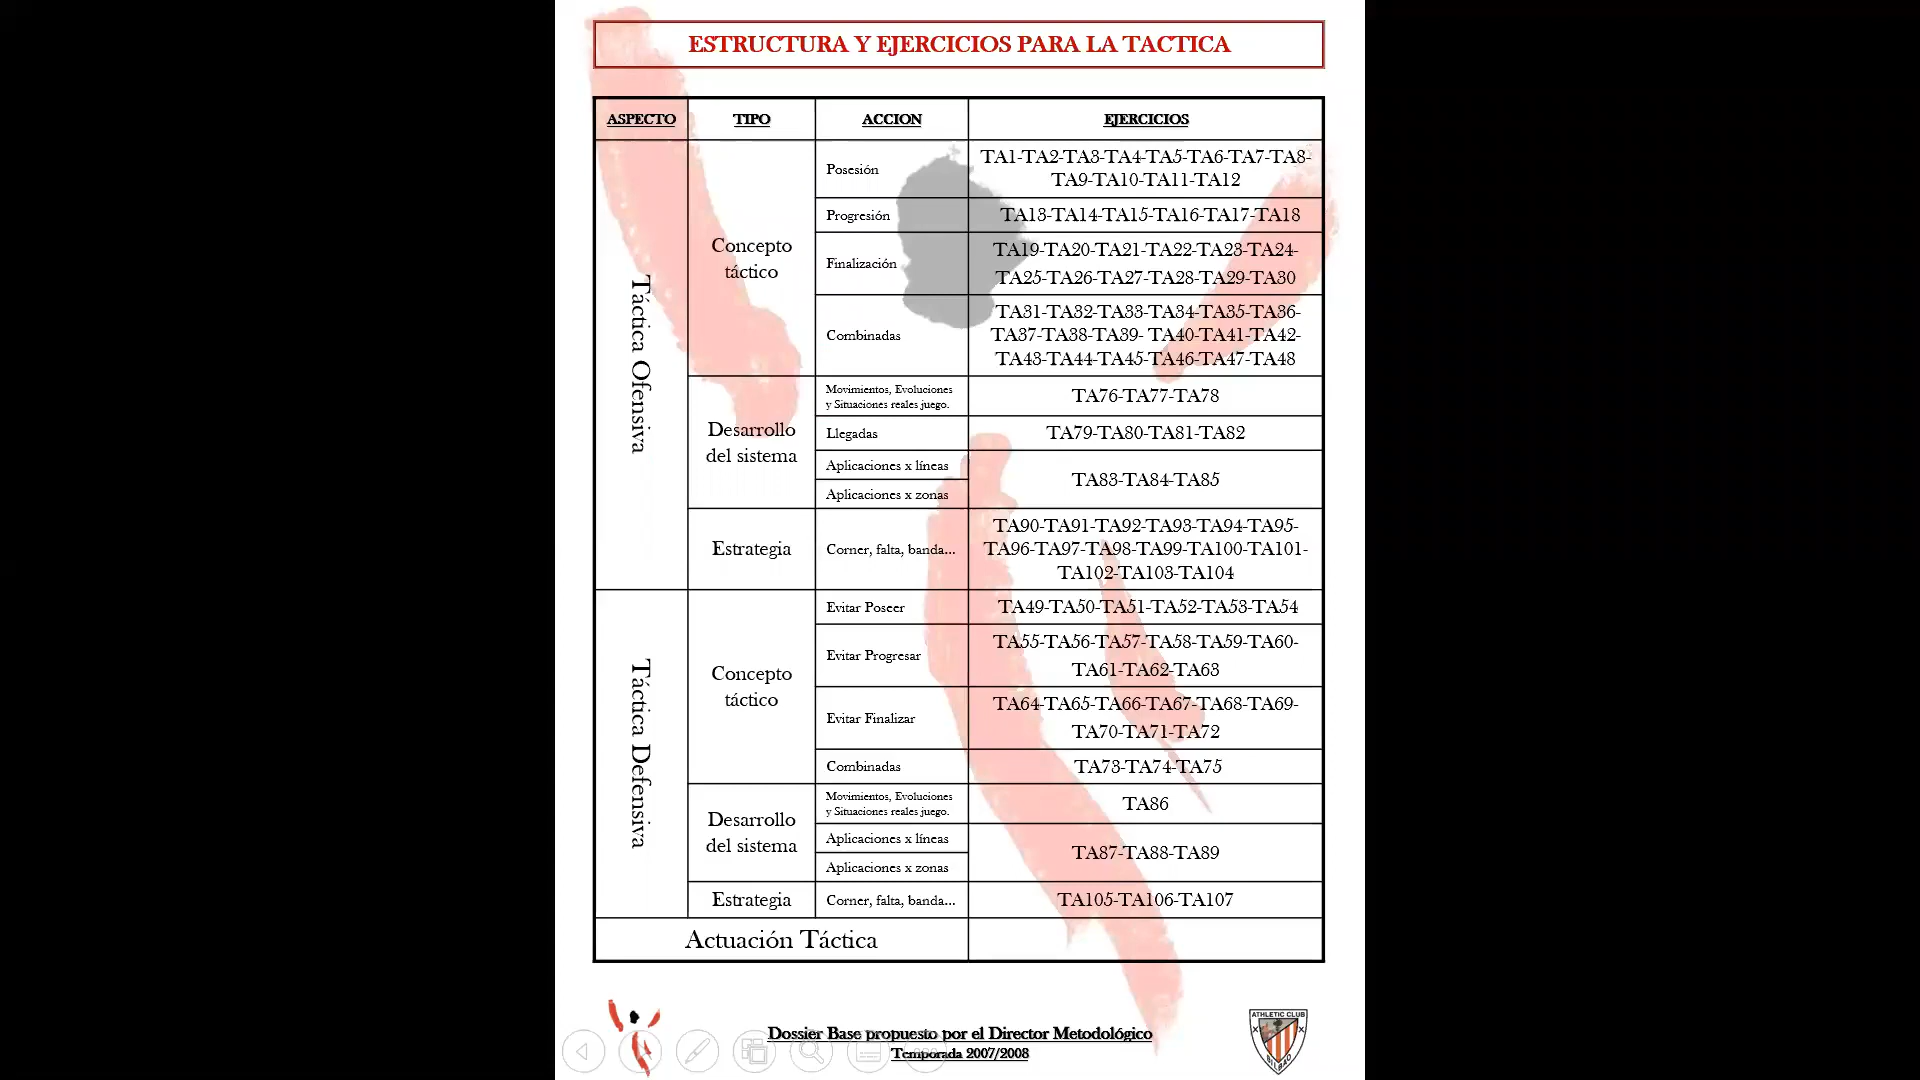 ESTRUCTURA Y EJERCICIOS PARA LA TACTICA
ASPECTO TIPO ACCION EJERCICIOS
Táctica Ofensiva
Concepto
táctico
Posesión
TA1-TA2-TA3-TA4-TA5-TA6-TA7-TA8-
TA9-TA10-TA11-TA12
Progresión
TA13-TA14-TA15-TA16-TA17-TA18
Finalización
TA19-TA20-TA21-TA22-TA23-TA24-
TA25-TA26-TA27-TA28-TA29-TA30
Combinadas
TA31-TA32-TA33-TA34-TA35-TA36-
TA37-TA38-TA39- TA40-TA41-TA42-
TA43-TA44-TA45-TA46-TA47-TA48
Desarrollo
del sistema
Movimientos, Evoluciones
y Situaciones reales juego.
TA76-TA77-TA78
Llegadas
TA79-TA80-TA81-TA82
Aplicaciones x líneas
Aplicaciones x zonas
TA83-TA84-TA85
Estrategia
Corner, falta, banda...
TA90-TA91-TA92-TA93-TA94-TA95-
TA96-TA97-TA98-TA99-TA100-TA101-
TA102-TA103-TA104
Táctica Defensiva
Concepto
táctico
Evitar Poseer
TA49-TA50-TA51-TA52-TA53-TA54
Evitar Progresar
TA55-TA56-TA57-TA58-TA59-TA60-
TA61-TA62-TA63
Evitar Finalizar
TA64-TA65-TA66-TA67-TA68-TA69-
TA70-TA71-TA72
Combinadas
TA73-TA74-TA75
Desarrollo
del sistema
Movimientos, Evoluciones
y Situaciones reales juego.
TA86
Aplicaciones x líneas
Aplicaciones x zonas
TA87-TA88-TA89
Estrategia
Corner, falta, banda...
TA105-TA106-TA107
Actuación Táctica
Dossier Base propuesto por el Director Metodológico
Temporada 2007/2008
ATHLETIC CLUB
BILBAO